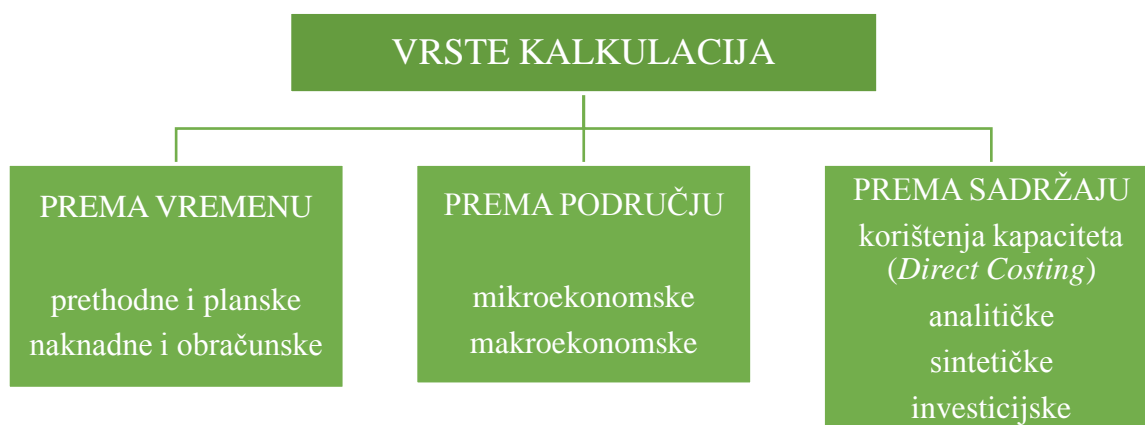 VRSTE KALKULACIJA
PREMA VREMENU
prethodne i planske
naknadne i obračunske
PREMA PODRUČJU
mikroekonomske
makroekonomske
PREMA SADRŽAJU
korištenja kapaciteta
(Direct Costing)
analitičke
sintetičke
investicijske